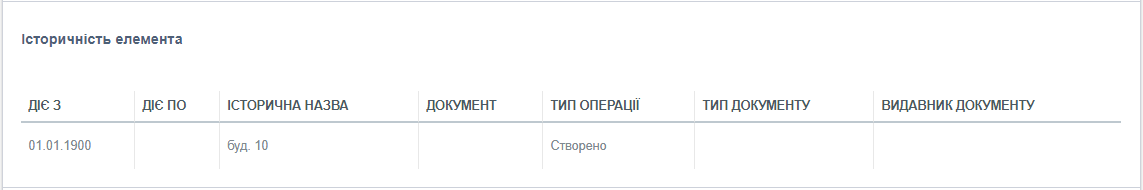 Історичність елемента
ДІЄ З ДІЄ ПО ІСТОРИЧНА НАЗВА ДОКУМЕНТ ТИП ОПЕРАЦІЇ ТИП ДОКУМЕНТУ ВИДАВНИК ДОКУМЕНТУ
01.01.1900 буд. 10 Створено